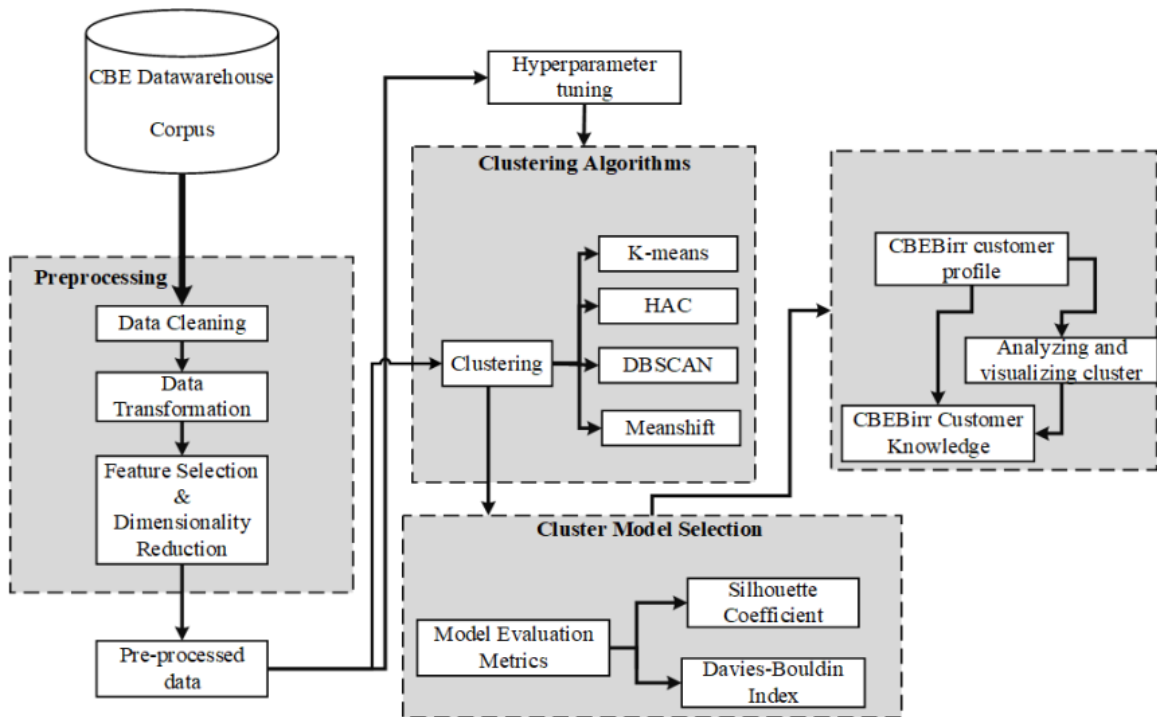 CBE Datawarehouse
Corpus
Preprocessing
Data Cleaning
Data
Transformation
Feature Selection
&
Dimensionality
Reduction
Pre-processed
data
Hyperparameter
tuning
Clustering Algorithms
Clustering
K-means
HAC
DBSCAN
Meanshift
Cluster Model Selection
Model Evaluation
Metrics
Silhouette
Coefficient
Davies-Bouldin
Index
CBEBirr customer
profile
Analyzing and
visualizing cluster
CBEBirr Customer
Knowledge